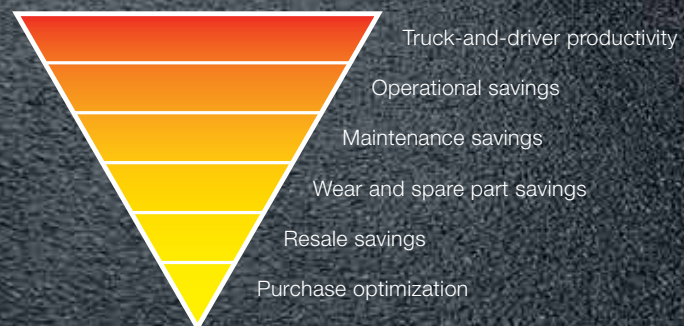 Truck-and-driver productivity
Operational savings
Maintenance savings
Wear and spare part savings
Resale savings
Purchase optimization